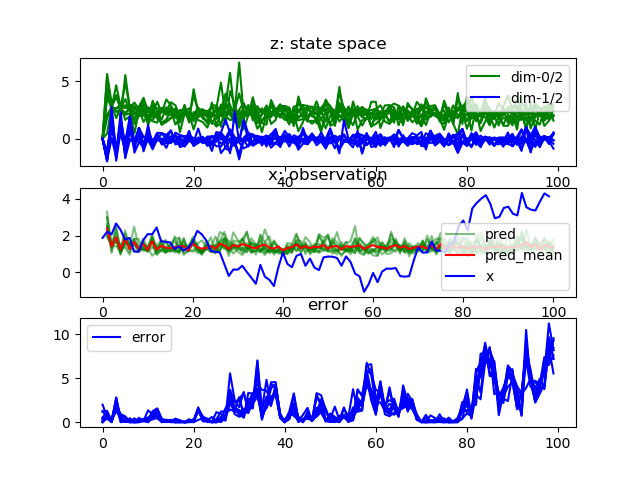 z: state space
5
0
dim-0/2
dim-1/2
0 20 40 60 80 100
x: observation
4
2
0
pred
pred_mean
x
0 20 40 60 80 100
error
10
5
0
error
0 20 40 60 80 100